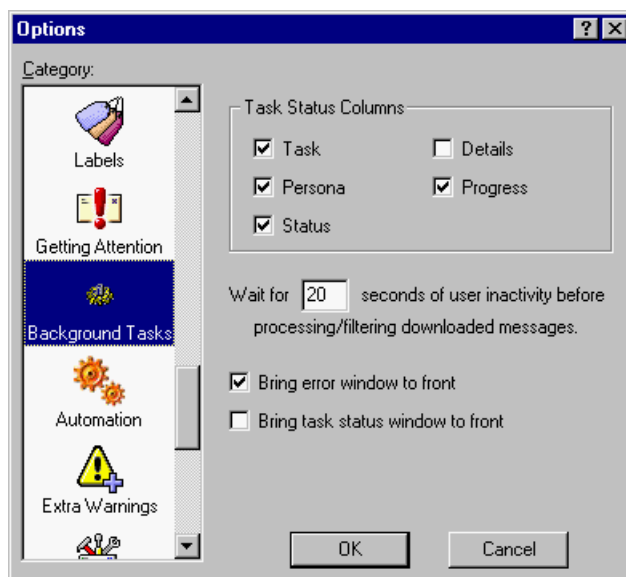 Options
Category:
Labels
Getting Attention
Background Tasks
Automation
Extra Warnings
Task Status Columns
Task
Details
Persona
Progress
Status
Wait for 20 seconds of user inactivity before
processing/filtering downloaded messages.
Bring error window to front
Bring task status window to front
OK
Cancel